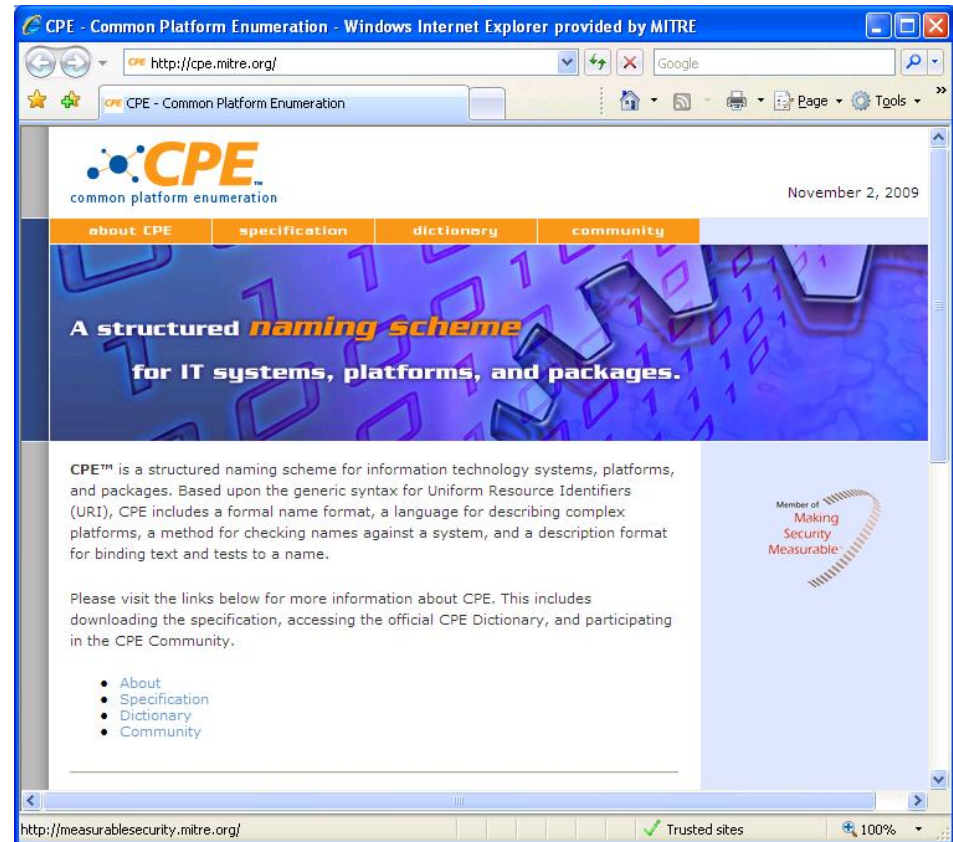 CPE - Common Platform Enumeration - Windows Internet Explorer provided by MITRE
CPE http://cpe.mitre.org/
Google
CPE CPE - Common Platform Enumeration
Page
Tools
»
CPE™
common platform enumeration
November 2, 2009
about CPE
specification
dictionary
community
A structured naming scheme
for IT systems, platforms, and packages.
CPE™ is a structured naming scheme for information technology systems, platforms,
and packages. Based upon the generic syntax for Uniform Resource Identifiers
(URI), CPE includes a formal name format, a language for describing complex
platforms, a method for checking names against a system, and a description format
for binding text and tests to a name.
Member of
Making
Security
Measurable™
Please visit the links below for more information about CPE. This includes
downloading the specification, accessing the official CPE Dictionary, and participating
in the CPE Community.
• About
• Specification
• Dictionary
• Community
http://measurablesecurity.mitre.org/
Trusted sites
100%